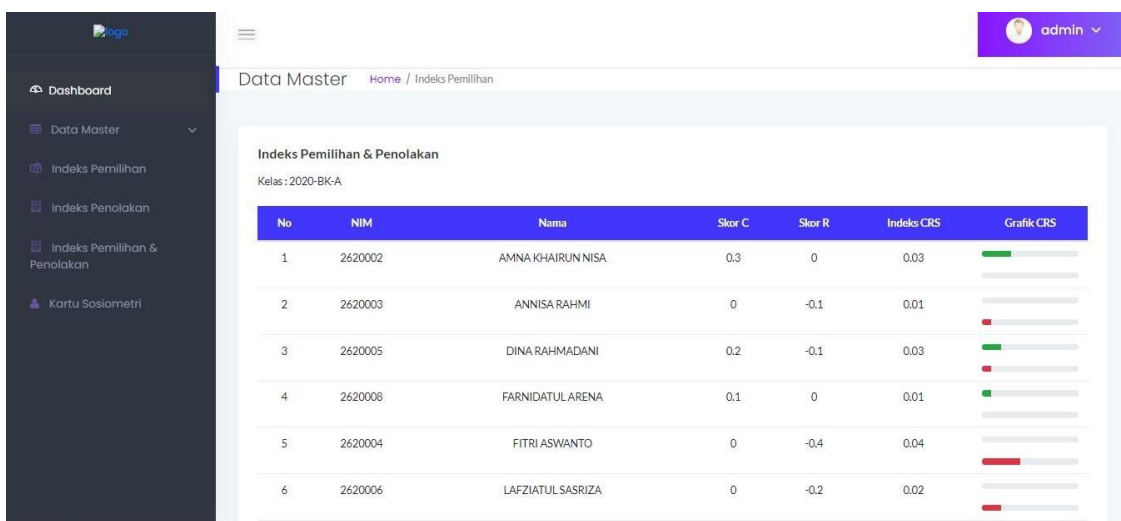 logo
admin
Dashboard
Data Master
Indeks Pemilihan
Indeks Penolakan
Indeks Pemilihan &
Penolakan
Kartu Sosiometri
Data Master Home / Indeks Pemilihan
Indeks Pemilihan & Penolakan
Kelas : 2020-BK-A
No NIM Nama Skor C Skor R Indeks CRS Grafik CRS
1 2620002 AMNA KHAIRUN NISA 0.3 0 0.03
2 2620003 ANNISA RAHMI 0 -0.1 0.01
3 2620005 DINA RAHMADANI 0.2 -0.1 0.03
4 2620008 FARNIDATUL ARENA 0.1 0 0.01
5 2620004 FITRI ASWANTO 0 -0.4 0.04
6 2620006 LAFZIATUL SASRIZA 0 -0.2 0.02